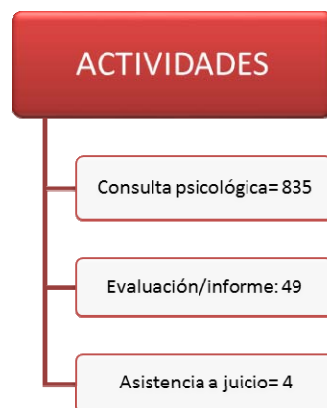 ACTIVIDADES
Consulta psicológica= 835
Evaluación/informe: 49
Asistencia a juicio= 4